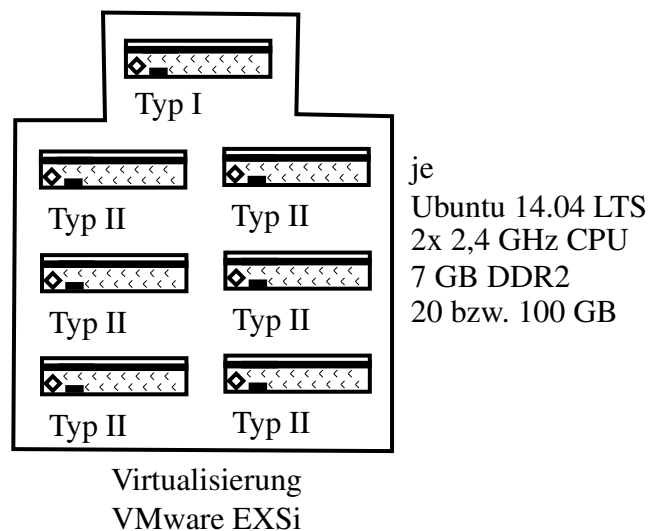 Typ I
Typ II
Typ II
Typ II
Typ II
Typ II
Typ II
je
Ubuntu 14.04 LTS
2x 2,4 GHz CPU
7 GB DDR2
20 bzw. 100 GB
Virtualisierung
VMware EXSi